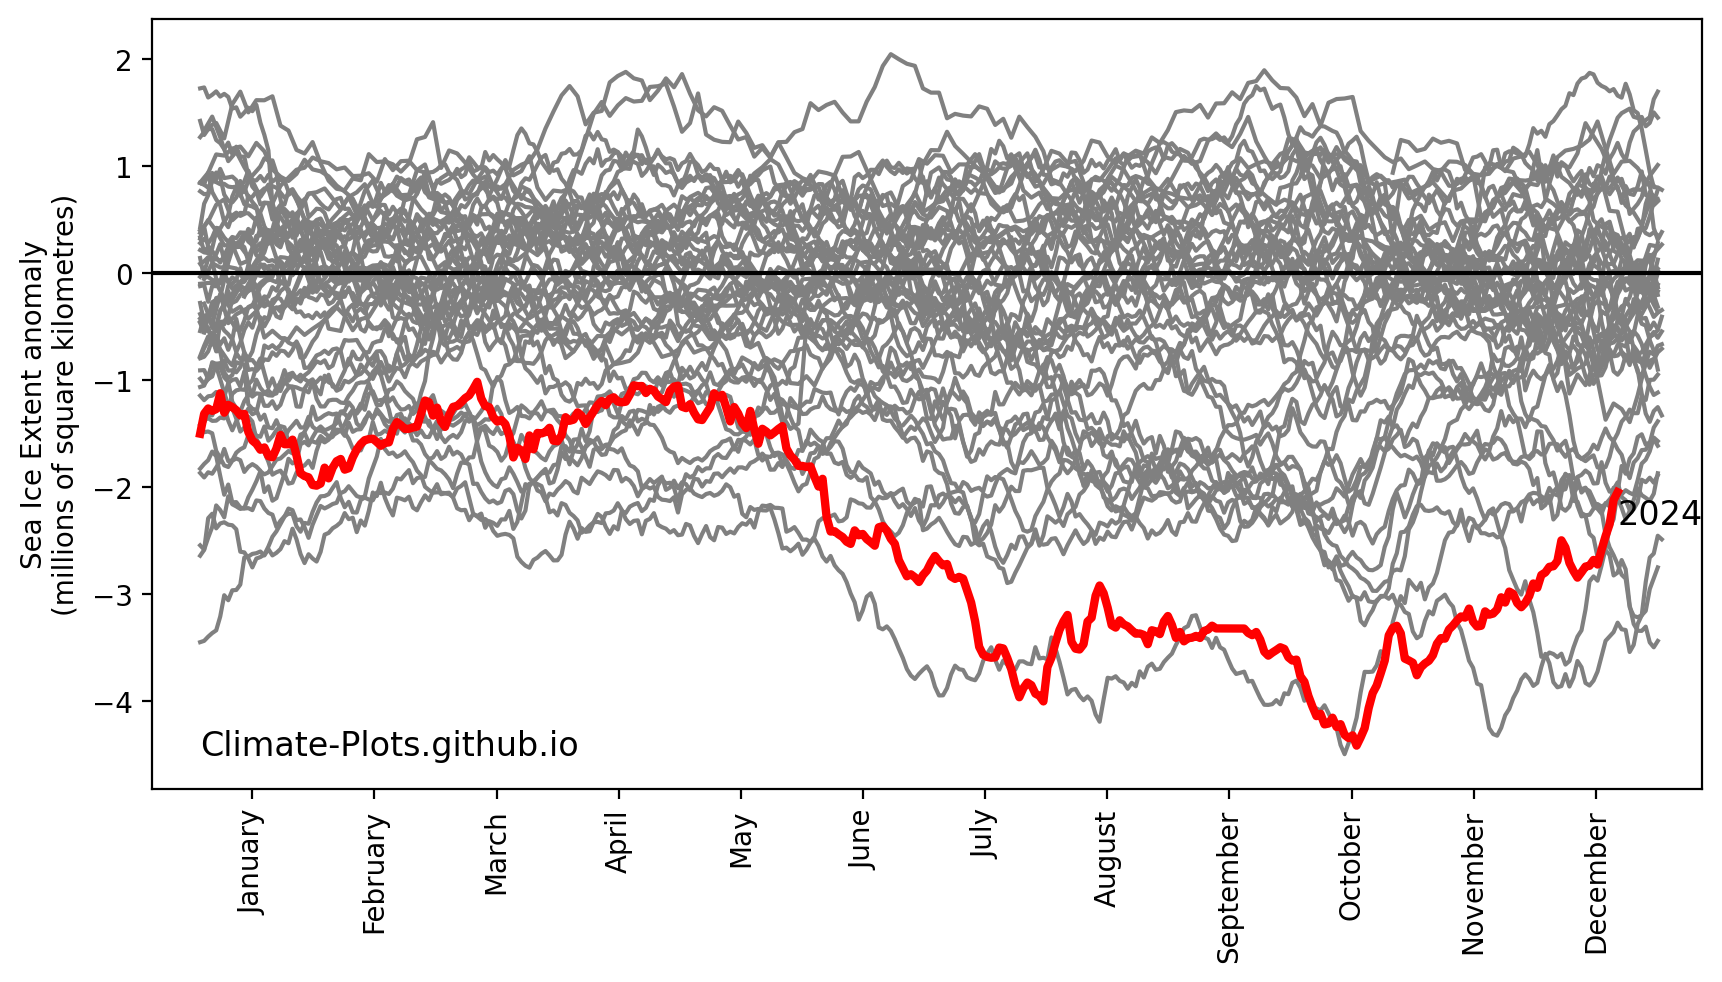 Sea Ice Extent anomaly
(millions of square kilometres)
2
1
0
−1
−2
−3
−4
2024
Climate-Plots.github.io
January
February
March
April
May
June
July
August
September
October
November
December